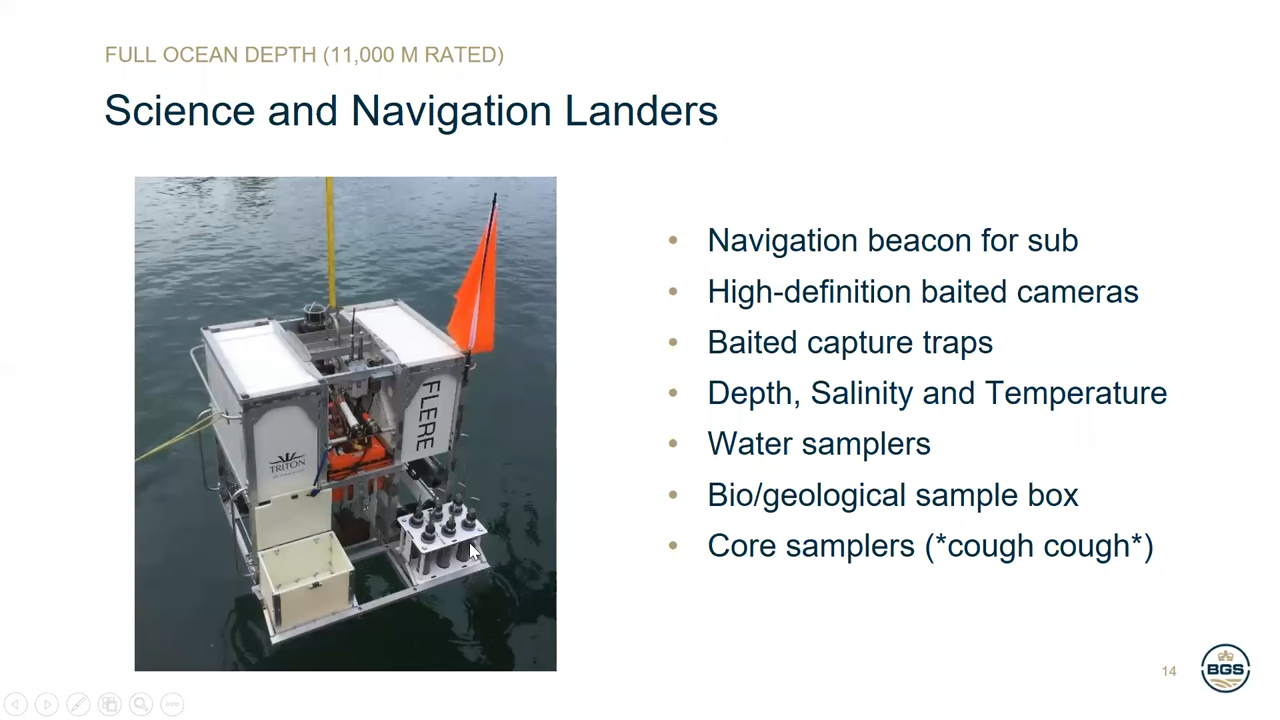 FULL OCEAN DEPTH (11,000 M RATED)
Science and Navigation Landers
FLERE
TRITON
Navigation beacon for sub
High-definition baited cameras
Baited capture traps
Depth, Salinity and Temperature
Water samplers
Bio/geological sample box
Core samplers (*cough cough*)
14
BGS